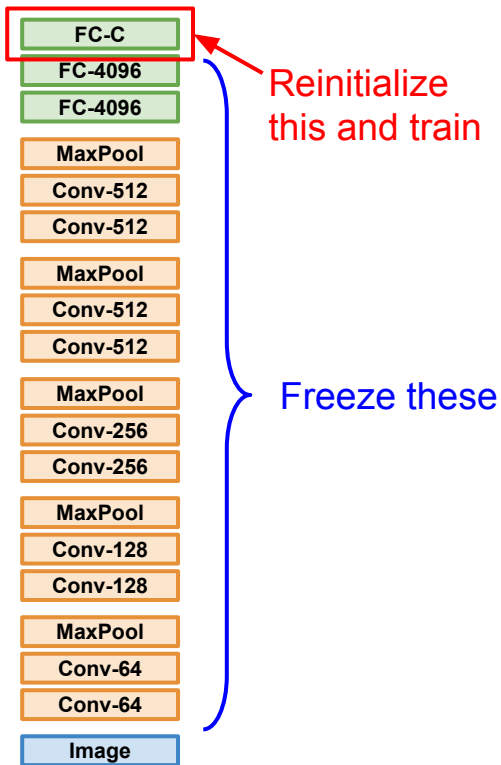 FC-C
FC-4096
FC-4096
MaxPool
Conv-512
Conv-512
MaxPool
Conv-512
Conv-512
MaxPool
Conv-256
Conv-256
MaxPool
Conv-128
Conv-128
MaxPool
Conv-64
Conv-64
Image
Reinitialize
this and train
Freeze these